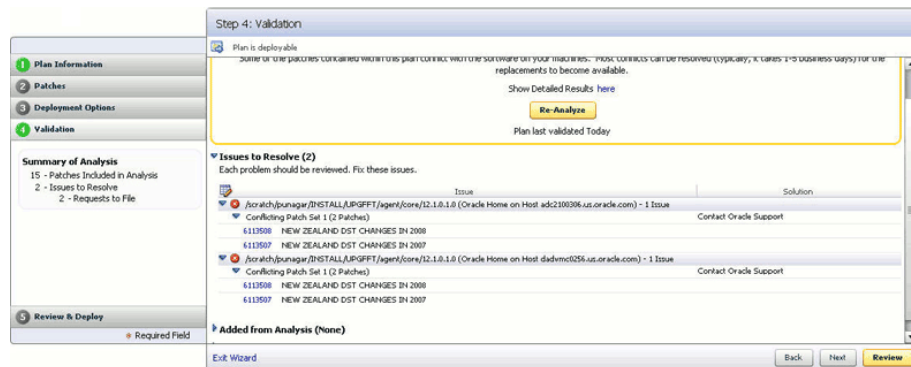 Step 4: Validation
Plan is deployable
1 Plan Information
2 Patches
3 Deployment Options
4 Validation
Summary of Analysis
15 - Patches Included in Analysis
2 - Issues to Resolve
2 - Requests to File
5 Review & Deploy
* Required Field
Some of the patches contained within this plan conflict with the software on your machines. Most conflicts can be resolved (typically, it takes 1-5 business days) for the
replacements to become available.
Show Detailed Results here
Re-Analyze
Plan last validated Today
Issues to Resolve (2)
Each problem should be reviewed. Fix these issues.
Issue Solution
/scratch/punagar/INSTALL/UPGFFT/agent/core/12.1.0.1.0 (Oracle Home on Host adc2100306.us.oracle.com) - 1 Issue
Conflicting Patch Set 1 (2 Patches) Contact Oracle Support
6113508 NEW ZEALAND DST CHANGES IN 2008
6113507 NEW ZEALAND DST CHANGES IN 2007
/scratch/punagar/INSTALL/UPGFFT/agent/core/12.1.0.1.0 (Oracle Home on Host dadvmc0256.us.oracle.com) - 1 Issue
Conflicting Patch Set 1 (2 Patches) Contact Oracle Support
6113508 NEW ZEALAND DST CHANGES IN 2008
6113507 NEW ZEALAND DST CHANGES IN 2007
Added from Analysis (None)
Exit Wizard Back Next Review